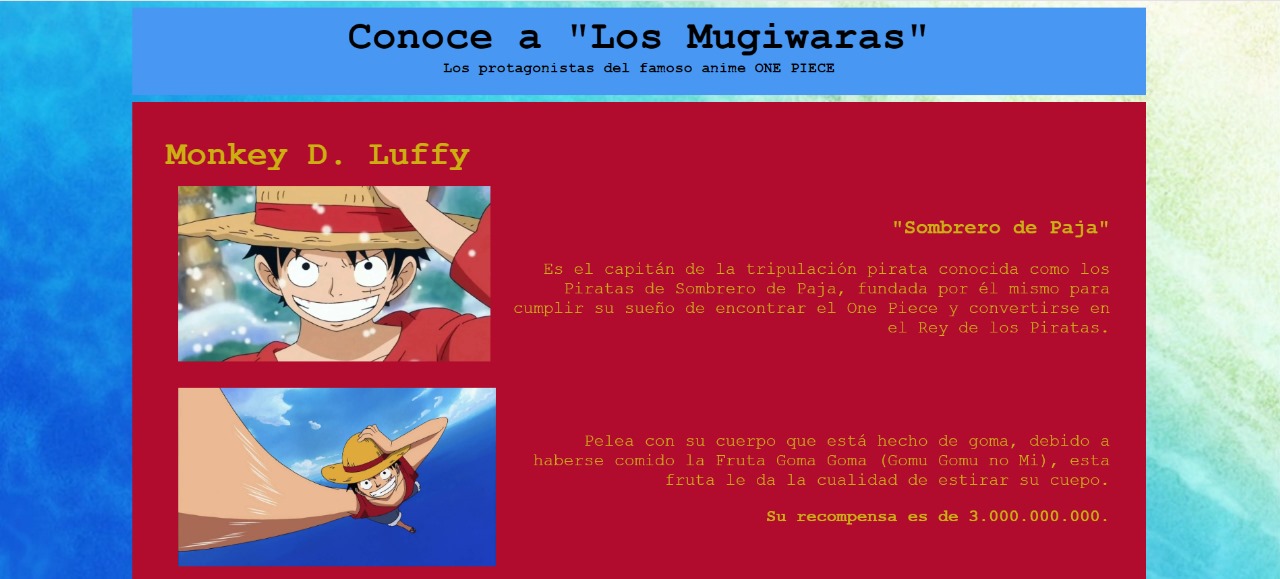 Conoce a "Los Mugiwaras"
Los protagonistas del famoso anime ONE PIECE
Monkey D. Luffy
"Sombrero de Paja"
Es el capitán de la tripulación pirata conocida como los
Piratas de Sombrero de Paja, fundada por él mismo para
cumplir su sueño de encontrar el One Piece y convertirse en
el Rey de los Piratas.
Pelea con su cuerpo que está hecho de goma, debido a
haberse comido la Fruta Goma Goma (Gomu Gomu no Mi), esta
fruta le da la cualidad de estirar su cuepo.
Su recompensa es de 3.000.000.000.